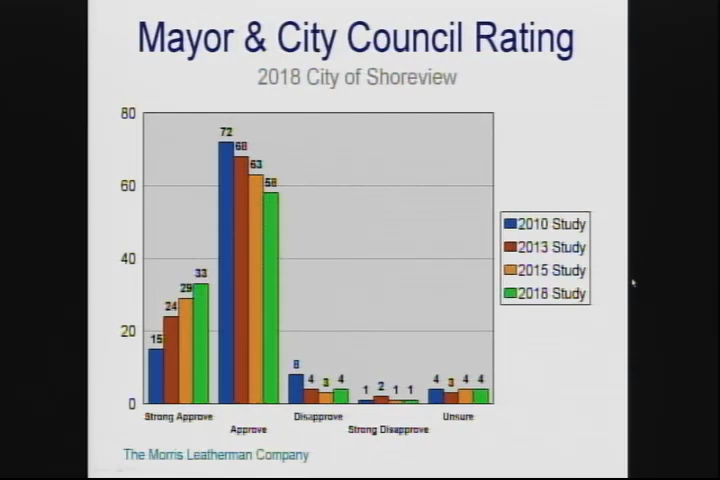 Mayor & City Council Rating
2018 City of Shoreview
80
60
40
20
0
15
24
29
33
72
68
63
58
8
4
3
4
1
2
1
1
4
3
4
4
Strong Approve
Approve
Disapprove
Strong Disapprove
Unsure
2010 Study
2013 Study
2015 Study
2018 Study
The Morris Leatherman Company